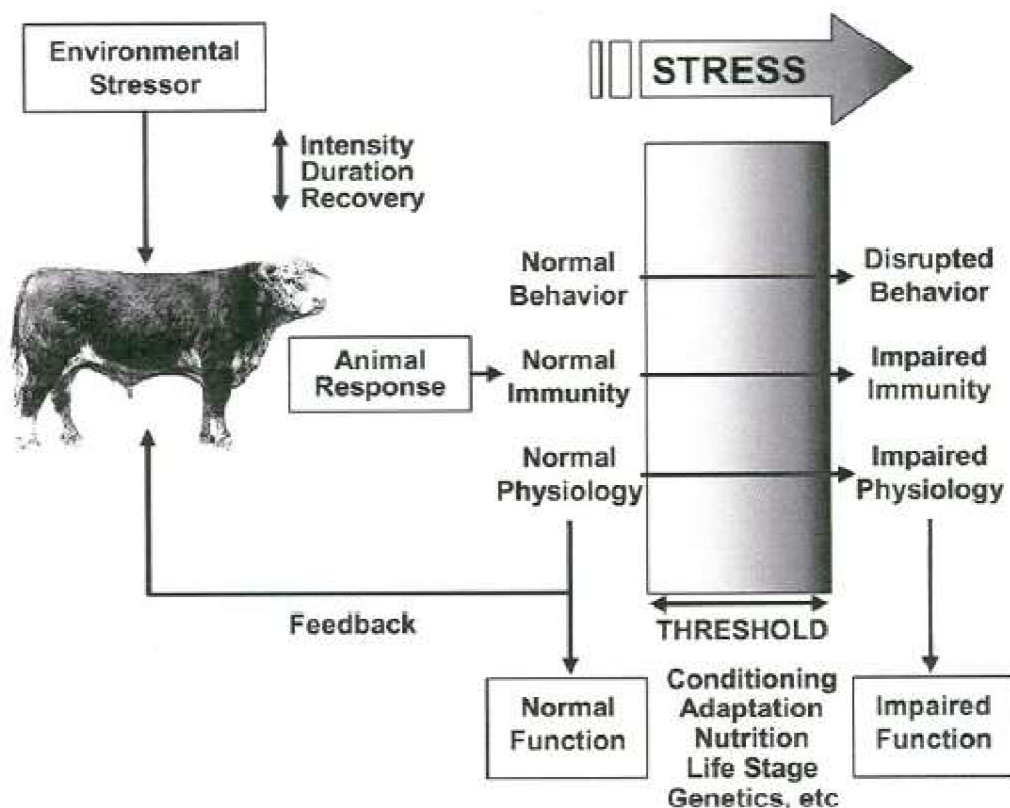 Environmental
Stressor
STRESS
Intensity
Duration
Recovery
Normal
Behavior
Disrupted
Behavior
Animal
Response
Normal
Immunity
Impaired
Immunity
Normal
Physiology
Impaired
Physiology
Feedback
THRESHOLD
Normal
Function
Conditioning
Adaptation
Nutrition
Life Stage
Genetics, etc
Impaired
Function